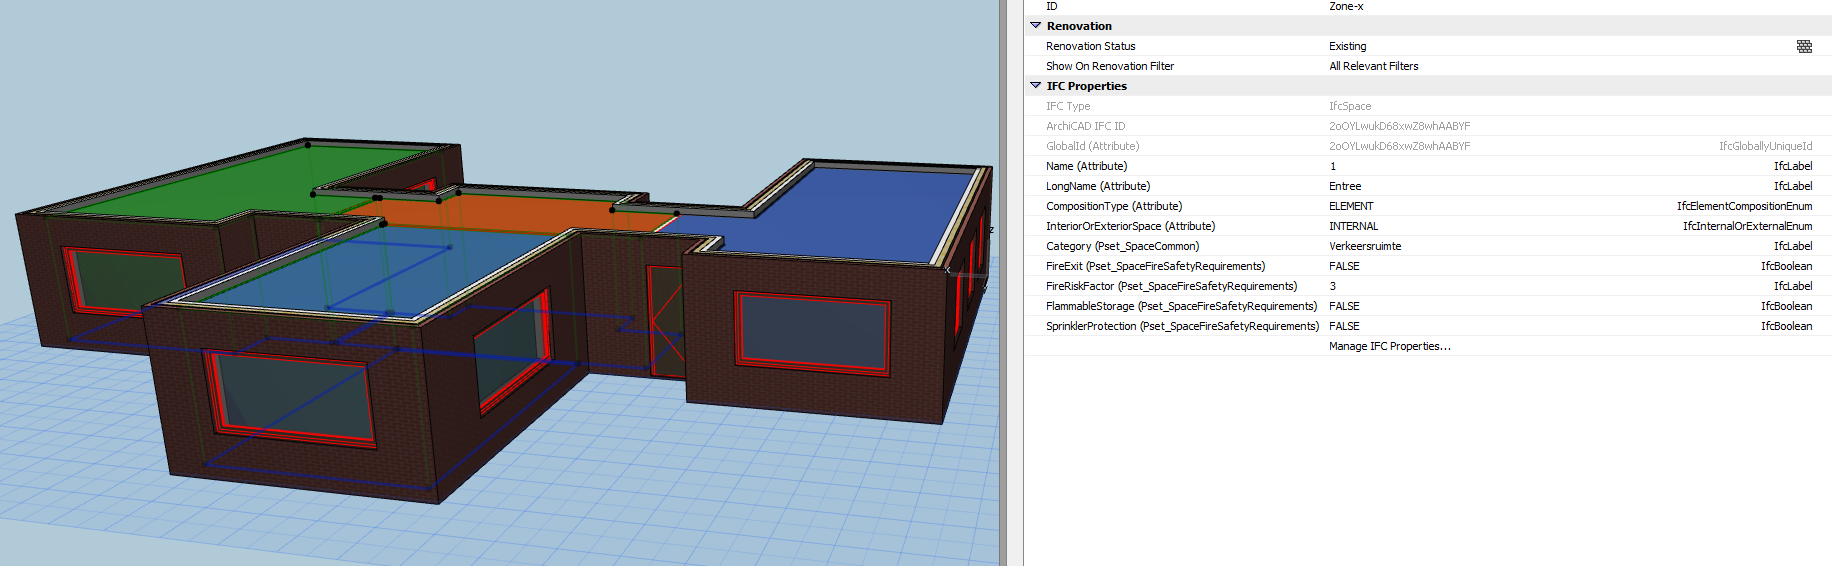 ID Zone-x
Renovation
Renovation Status Existing
Show On Renovation Filter All Relevant Filters
IFC Properties
IFC Type IfcSpace
ArchiCAD IFC ID 2oOYLwukD68xwZ8whAABYF
GlobalId (Attribute) 2oOYLwukD68xwZ8whAABYF IfcGloballyUniqueId
Name (Attribute) 1 IfcLabel
LongName (Attribute) Entree IfcLabel
CompositionType (Attribute) ELEMENT IfcElementCompositionEnum
InteriorOrExteriorSpace (Attribute) INTERNAL IfcInternalOrExternalEnum
Category (Pset_SpaceCommon) Verkeersruimte IfcLabel
FireExit (Pset_SpaceFireSafetyRequirements) FALSE IfcBoolean
FireRiskFactor (Pset_SpaceFireSafetyRequirements) 3 IfcLabel
FlammableStorage (Pset_SpaceFireSafetyRequirements) FALSE IfcBoolean
SprinklerProtection (Pset_SpaceFireSafetyRequirements) FALSE IfcBoolean
Manage IFC Properties...
z
x